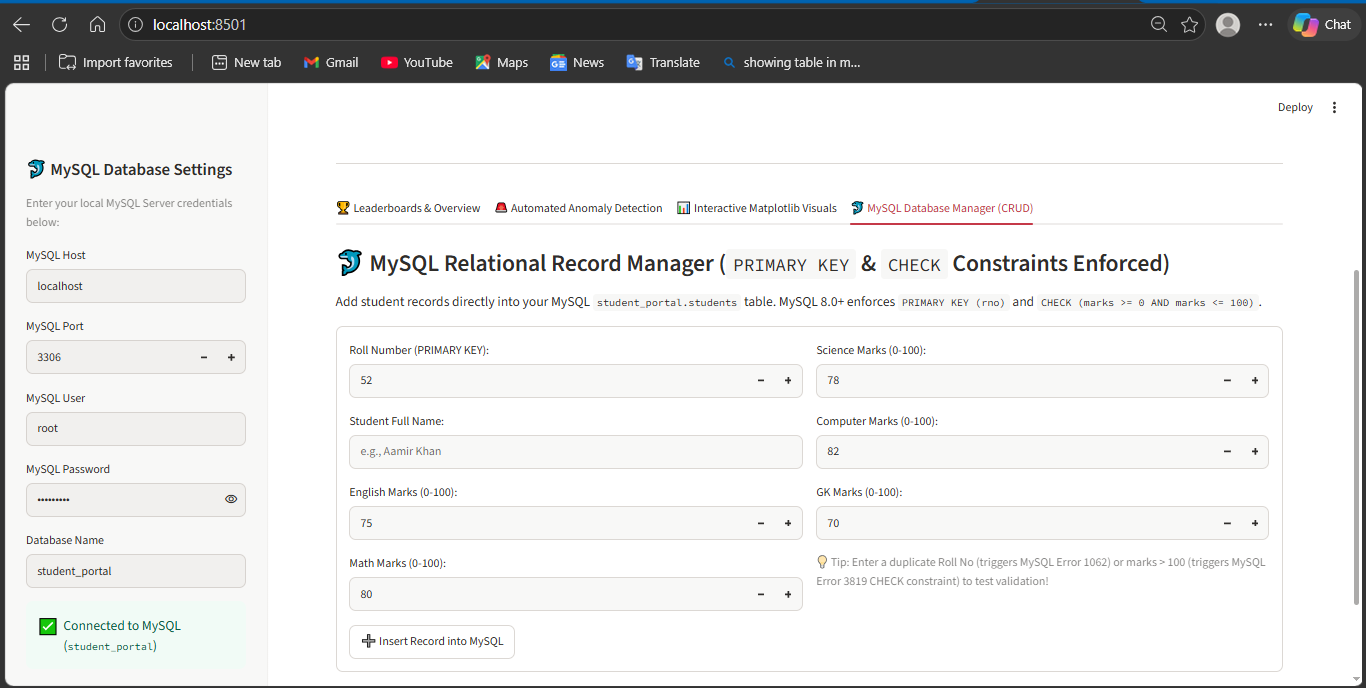 localhost:8501
Chat
Import favorites
New tab
Gmail
YouTube
Maps
News
Translate
showing table in m...
Deploy
MySQL Database Settings
Enter your local MySQL Server credentials
below:
MySQL Host
localhost
MySQL Port
3306
MySQL User
root
MySQL Password
•••••••••
Database Name
student_portal
Connected to MySQL
(student_portal)
Leaderboards & Overview
Automated Anomaly Detection
Interactive Matplotlib Visuals
MySQL Database Manager (CRUD)
MySQL Relational Record Manager ( PRIMARY KEY & CHECK Constraints Enforced)
Add student records directly into your MySQL student_portal.students table. MySQL 8.0+ enforces PRIMARY KEY (rno) and CHECK (marks >= 0 AND marks <= 100) .
Roll Number (PRIMARY KEY):
52
Student Full Name:
e.g., Aamir Khan
English Marks (0-100):
75
Math Marks (0-100):
80
Science Marks (0-100):
78
Computer Marks (0-100):
82
GK Marks (0-100):
70
Tip: Enter a duplicate Roll No (triggers MySQL Error 1062) or marks > 100 (triggers MySQL
Error 3819 CHECK constraint) to test validation!
Insert Record into MySQL